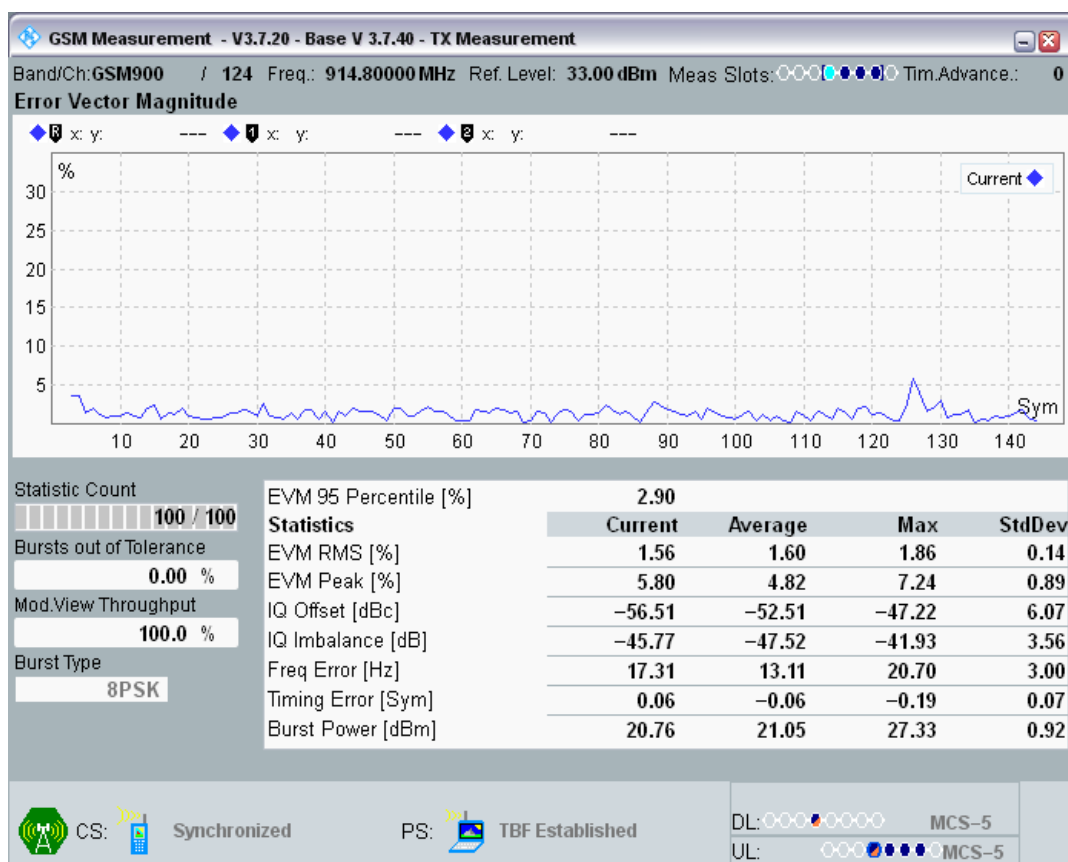 GSM Measurement - V3.7.20 - Base V 3.7.40 - TX Measurement
Band/Ch:GSM900 / 124 Freq.: 914.80000 MHz Ref. Level: 33.00 dBm Meas Slots: Tim.Advance.: 0
Error Vector Magnitude
R x: y: --- 1 x: y: --- 2 x: y: ---
%
Current
30
25
20
15
10
5
Sym
10 20 30 40 50 60 70 80 90 100 110 120 130 140
Statistic Count
100 / 100
Bursts out of Tolerance
0.00 %
Mod.View Throughput
100.0 %
Burst Type
8PSK
EVM 95 Percentile [%] 2.90
Statistics Current Average Max StdDev
EVM RMS [%] 1.56 1.60 1.86 0.14
EVM Peak [%] 5.80 4.82 7.24 0.89
IQ Offset [dBc] −56.51 −52.51 −47.22 6.07
IQ Imbalance [dB] −45.77 −47.52 −41.93 3.56
Freq Error [Hz] 17.31 13.11 20.70 3.00
Timing Error [Sym] 0.06 −0.06 −0.19 0.07
Burst Power [dBm] 20.76 21.05 27.33 0.92
CS: Synchronized PS: TBF Established
DL: MCS−5
UL: MCS−5